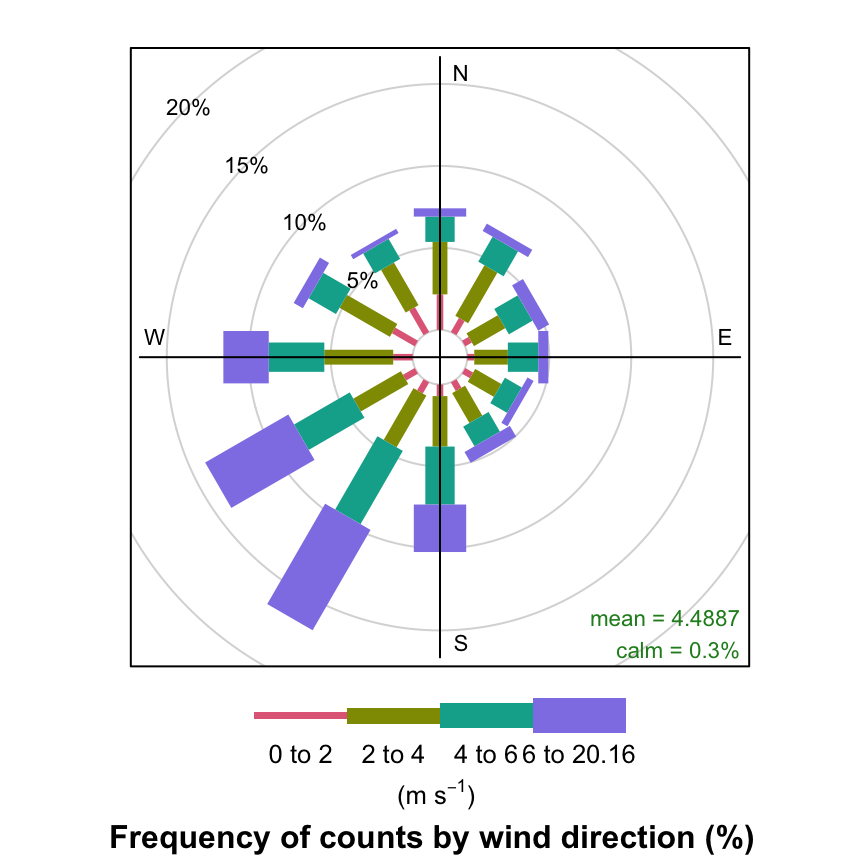 N
20%
15%
10%
5%
W
E
S
mean = 4.4887
calm = 0.3%
0 to 2 2 to 4 4 to 6 6 to 20.16
(m s⁻¹)
Frequency of counts by wind direction (%)